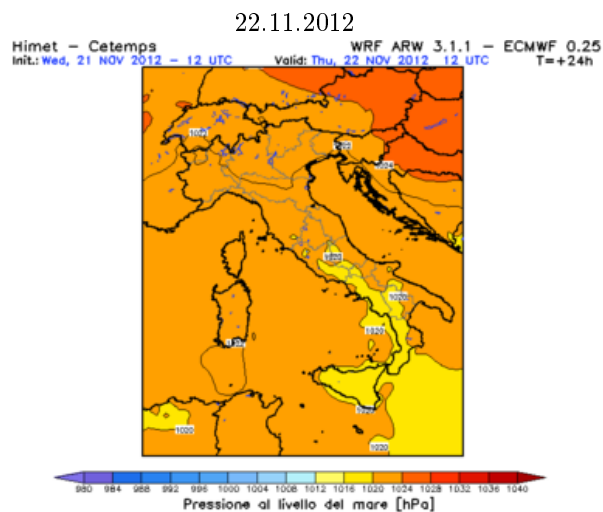 22.11.2012
Himet - Cetemps WRF ARW 3.1.1 - ECMWF 0.25
Init.: Wed, 21 NOV 2012 - 12 UTC Valid: Thu, 22 NOV 2012 12 UTC T=+24h
1024
1020
1020
1020
1020
1020
980 984 988 992 996 1000 1004 1008 1012 1016 1020 1024 1028 1032 1036 1040
Pressione al livello del mare [hPa]